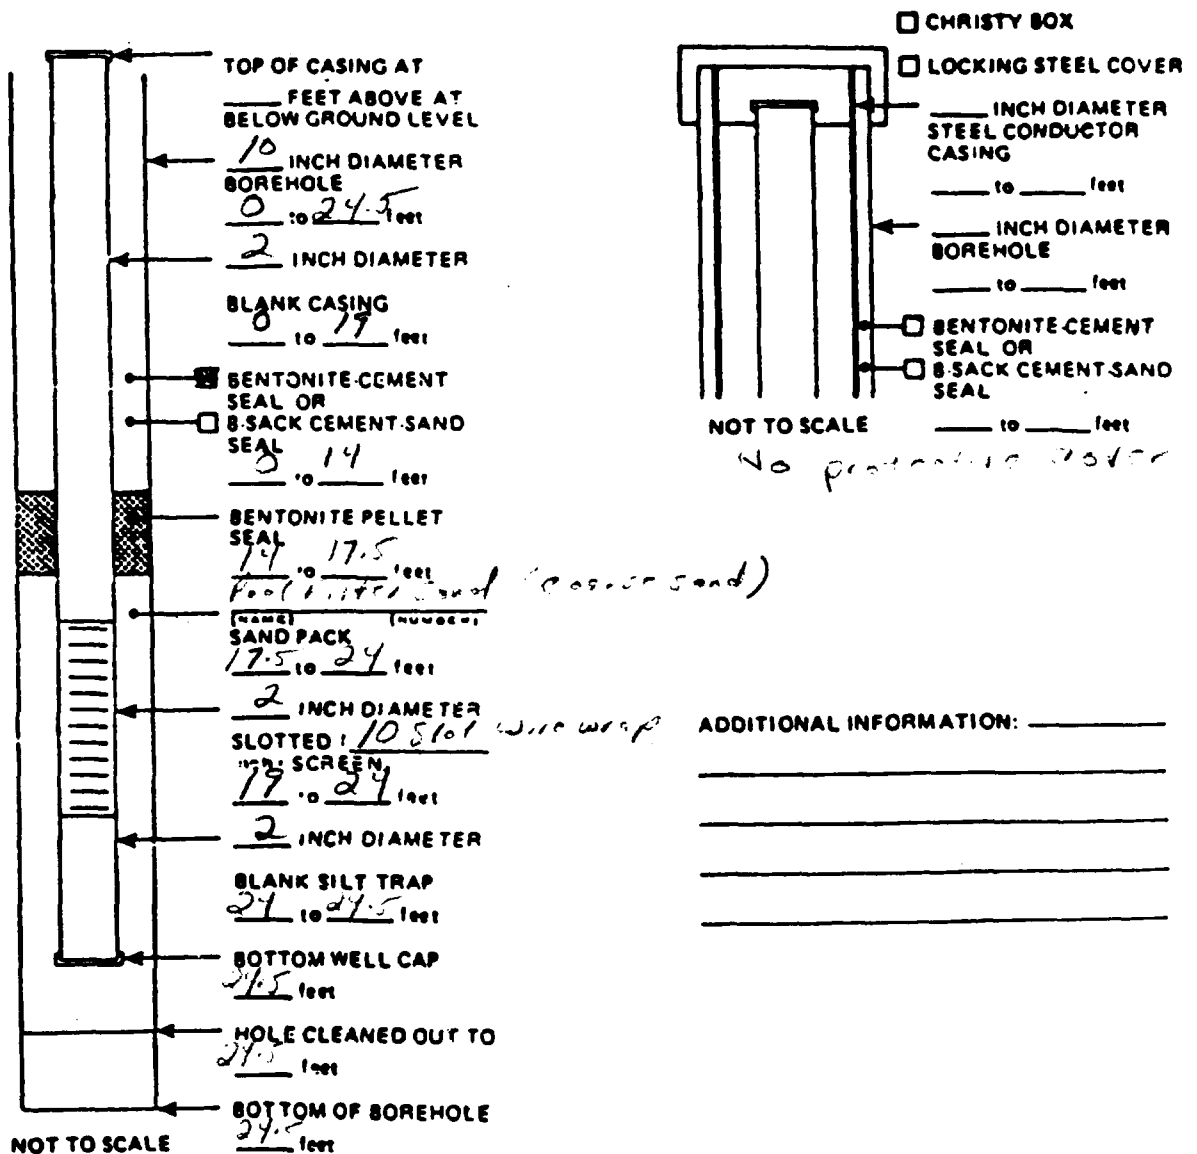 TOP OF CASING AT
____ FEET ABOVE AT
BELOW GROUND LEVEL
10 INCH DIAMETER
BOREHOLE
0 to 24.5 feet
2 INCH DIAMETER
BLANK CASING
0 to 19 feet
BENTONITE-CEMENT
SEAL OR
8-SACK CEMENT-SAND
SEAL
0 to 14 feet
BENTONITE PELLET
SEAL
14 to 17.5 feet
Pool Filter Sand (coarse sand)
(NAME) (NUMBER)
SAND PACK
17.5 to 24 feet
2 INCH DIAMETER
SLOTTED 10 Slot wire wrap
SCREEN
19 to 24 feet
2 INCH DIAMETER
BLANK SILT TRAP
24 to 24.5 feet
BOTTOM WELL CAP
24.5 feet
HOLE CLEANED OUT TO
24.5 feet
BOTTOM OF BOREHOLE
24.5 feet
NOT TO SCALE
CHRISTY BOX
LOCKING STEEL COVER
____ INCH DIAMETER
STEEL CONDUCTOR
CASING
____ to ____ feet
____ INCH DIAMETER
BOREHOLE
____ to ____ feet
BENTONITE-CEMENT
SEAL OR
8-SACK CEMENT-SAND
SEAL
____ to ____ feet
NOT TO SCALE
No protective cover
ADDITIONAL INFORMATION: